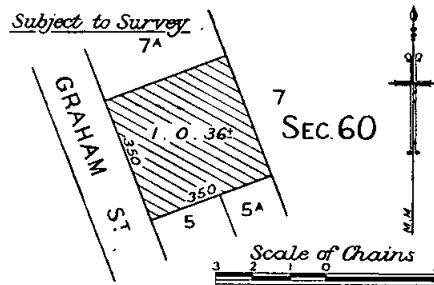 Subject to Survey
7A
GRAHAM ST.
7
SEC. 60
1. 0. 36±
350
350
5
5A
M.M.
Scale of Chains
3 2 1 0